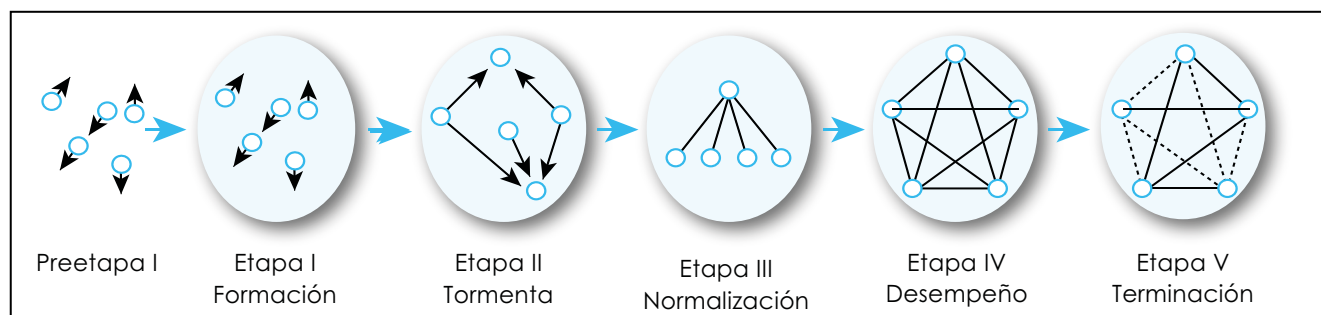 Preetapa I
Etapa I
Formación
Etapa II
Tormenta
Etapa III
Normalización
Etapa IV
Desempeño
Etapa V
Terminación